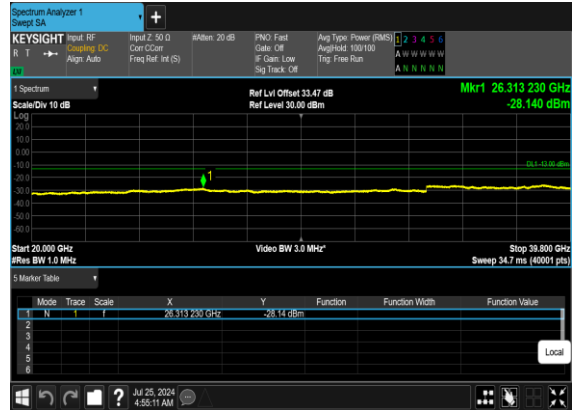 Spectrum Analyzer 1
Swept SA
+
KEYSIGHT Input: RF Input Z: 50 Ω #Atten: 20 dB PNO: Fast Avg Type: Power (RMS) 1 2 3 4 5 6
R T Coupling: DC Corr CCorr Gate: Off Avg|Hold: 100/100 A W W W W W
Align: Auto Freq Ref: Int (S) IF Gain: Low Trig: Free Run
Sig Track: Off A N N N N N
1 Spectrum Ref Lvl Offset 33.47 dB Mkr1 26.313 230 GHz
Scale/Div 10 dB Ref Level 30.00 dBm -28.140 dBm
Log
20.0
10.0
0.00
-10.0 DL1 -13.00 dBm
-20.0 1
-30.0
-40.0
-50.0
-60.0
Start 20.000 GHz Video BW 3.0 MHz* Stop 39.800 GHz
#Res BW 1.0 MHz Sweep 34.7 ms (40001 pts)
5 Marker Table
Mode Trace Scale X Y Function Function Width Function Value
1 N 1 f 26.313 230 GHz -28.14 dBm
2
3
4
5
6
Local
? Jul 25, 2024
4:55:11 AM